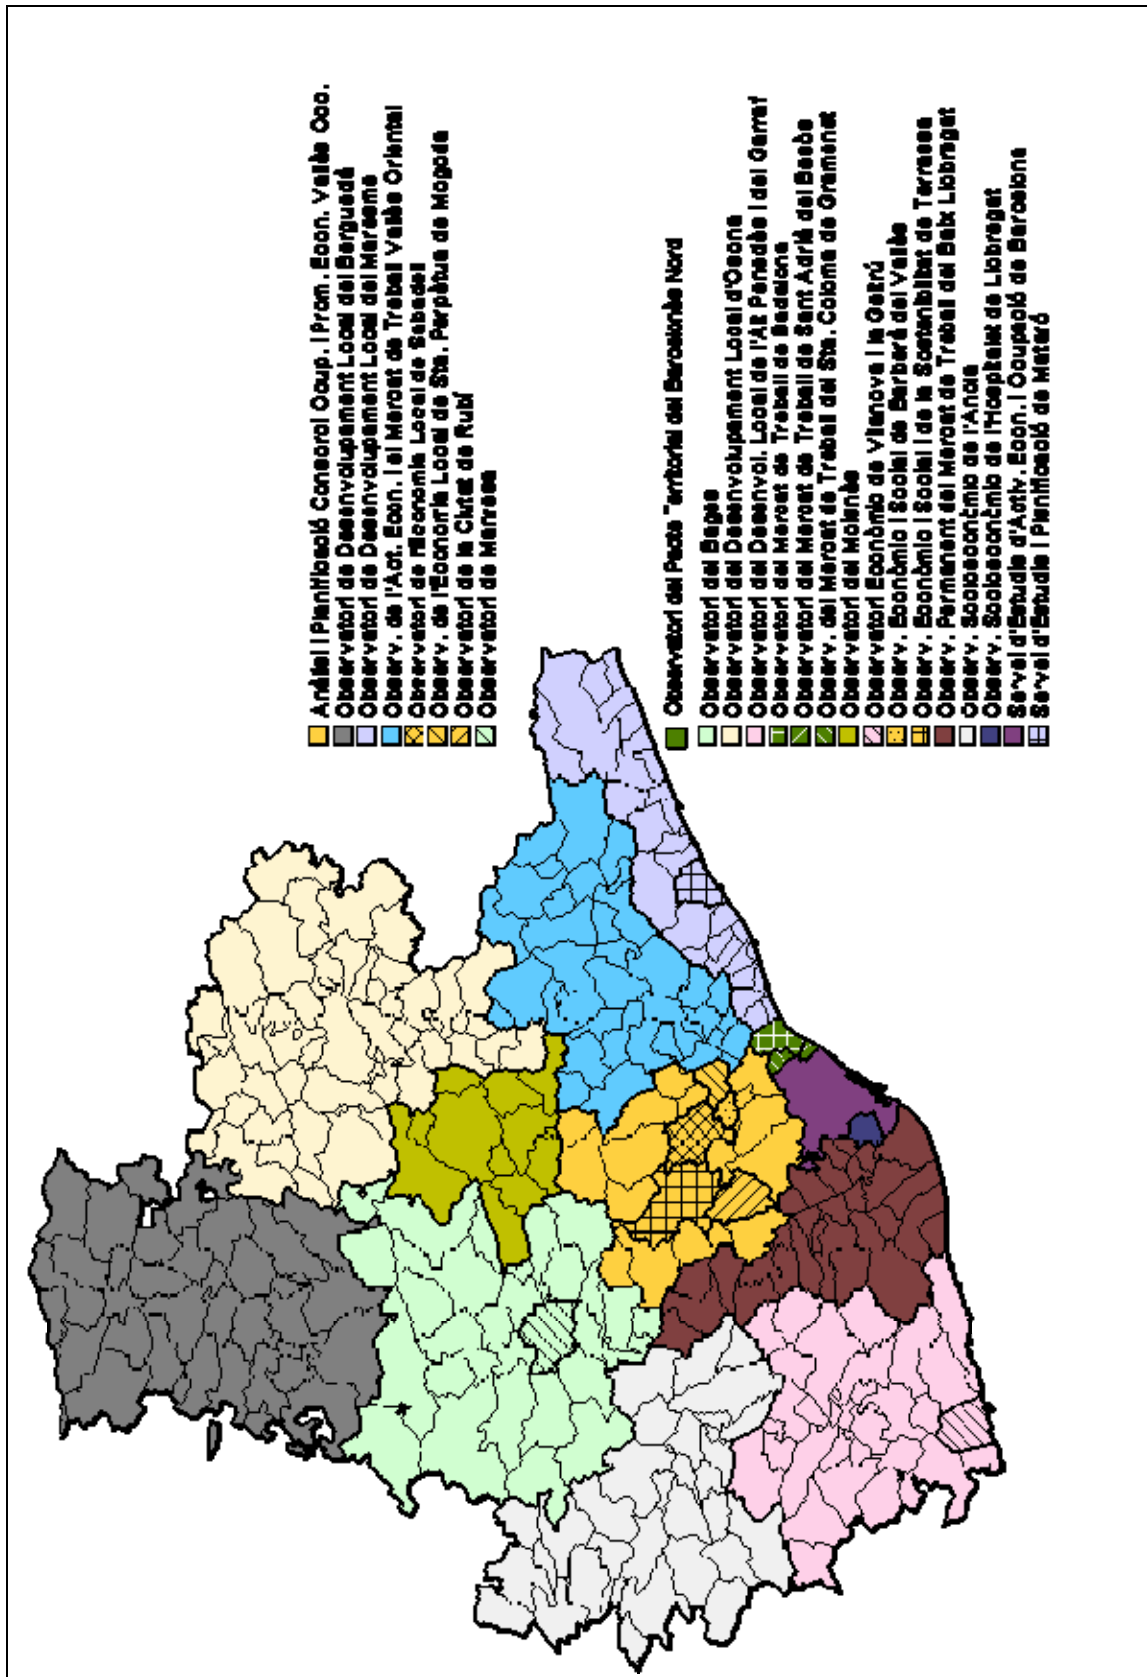 Anàlisi i Planificació Consorci Ocup. i Prom. Econ. Vallès Occ.
Observatori de Desenvolupament Local del Berguedà
Observatori de Desenvolupament Local del Maresme
Observ. de l'Act. Econ. i el Mercat de Treball Vallès Oriental
Observatori de l'Economia Local de Sabadell
Observ. de l'Economia Local de Sta. Perpètua de Mogoda
Observatori de la Ciutat de Rubí
Observatori de Manresa
Observatori del Pacte Territorial del Barcelonès Nord
Observatori del Bages
Observatori del Desenvolupament Local d'Osona
Observatori del Desenvol. Local de l'Alt Penedès i del Garraf
Observatori del Mercat de Treball de Badalona
Observatori del Mercat de Treball de Sant Adrià del Besòs
Observ. del Mercat de Treball de Sta. Coloma de Gramenet
Observatori del Moianès
Observatori Econòmic de Vilanova i la Geltrú
Observ. Econòmic i Social de Barberà del Vallès
Observ. Econòmic i Social i de la Sostenibilitat de Terrassa
Observ. Permanent del Mercat de Treball del Baix Llobregat
Observ. Socioeconòmic de l'Anoia
Observ. Socioeconòmic de l'Hospitalet de Llobregat
Servei d'Estudis d'Activ. Econ. i Ocupació de Barcelona
Servei d'Estudis i Planificació de Mataró